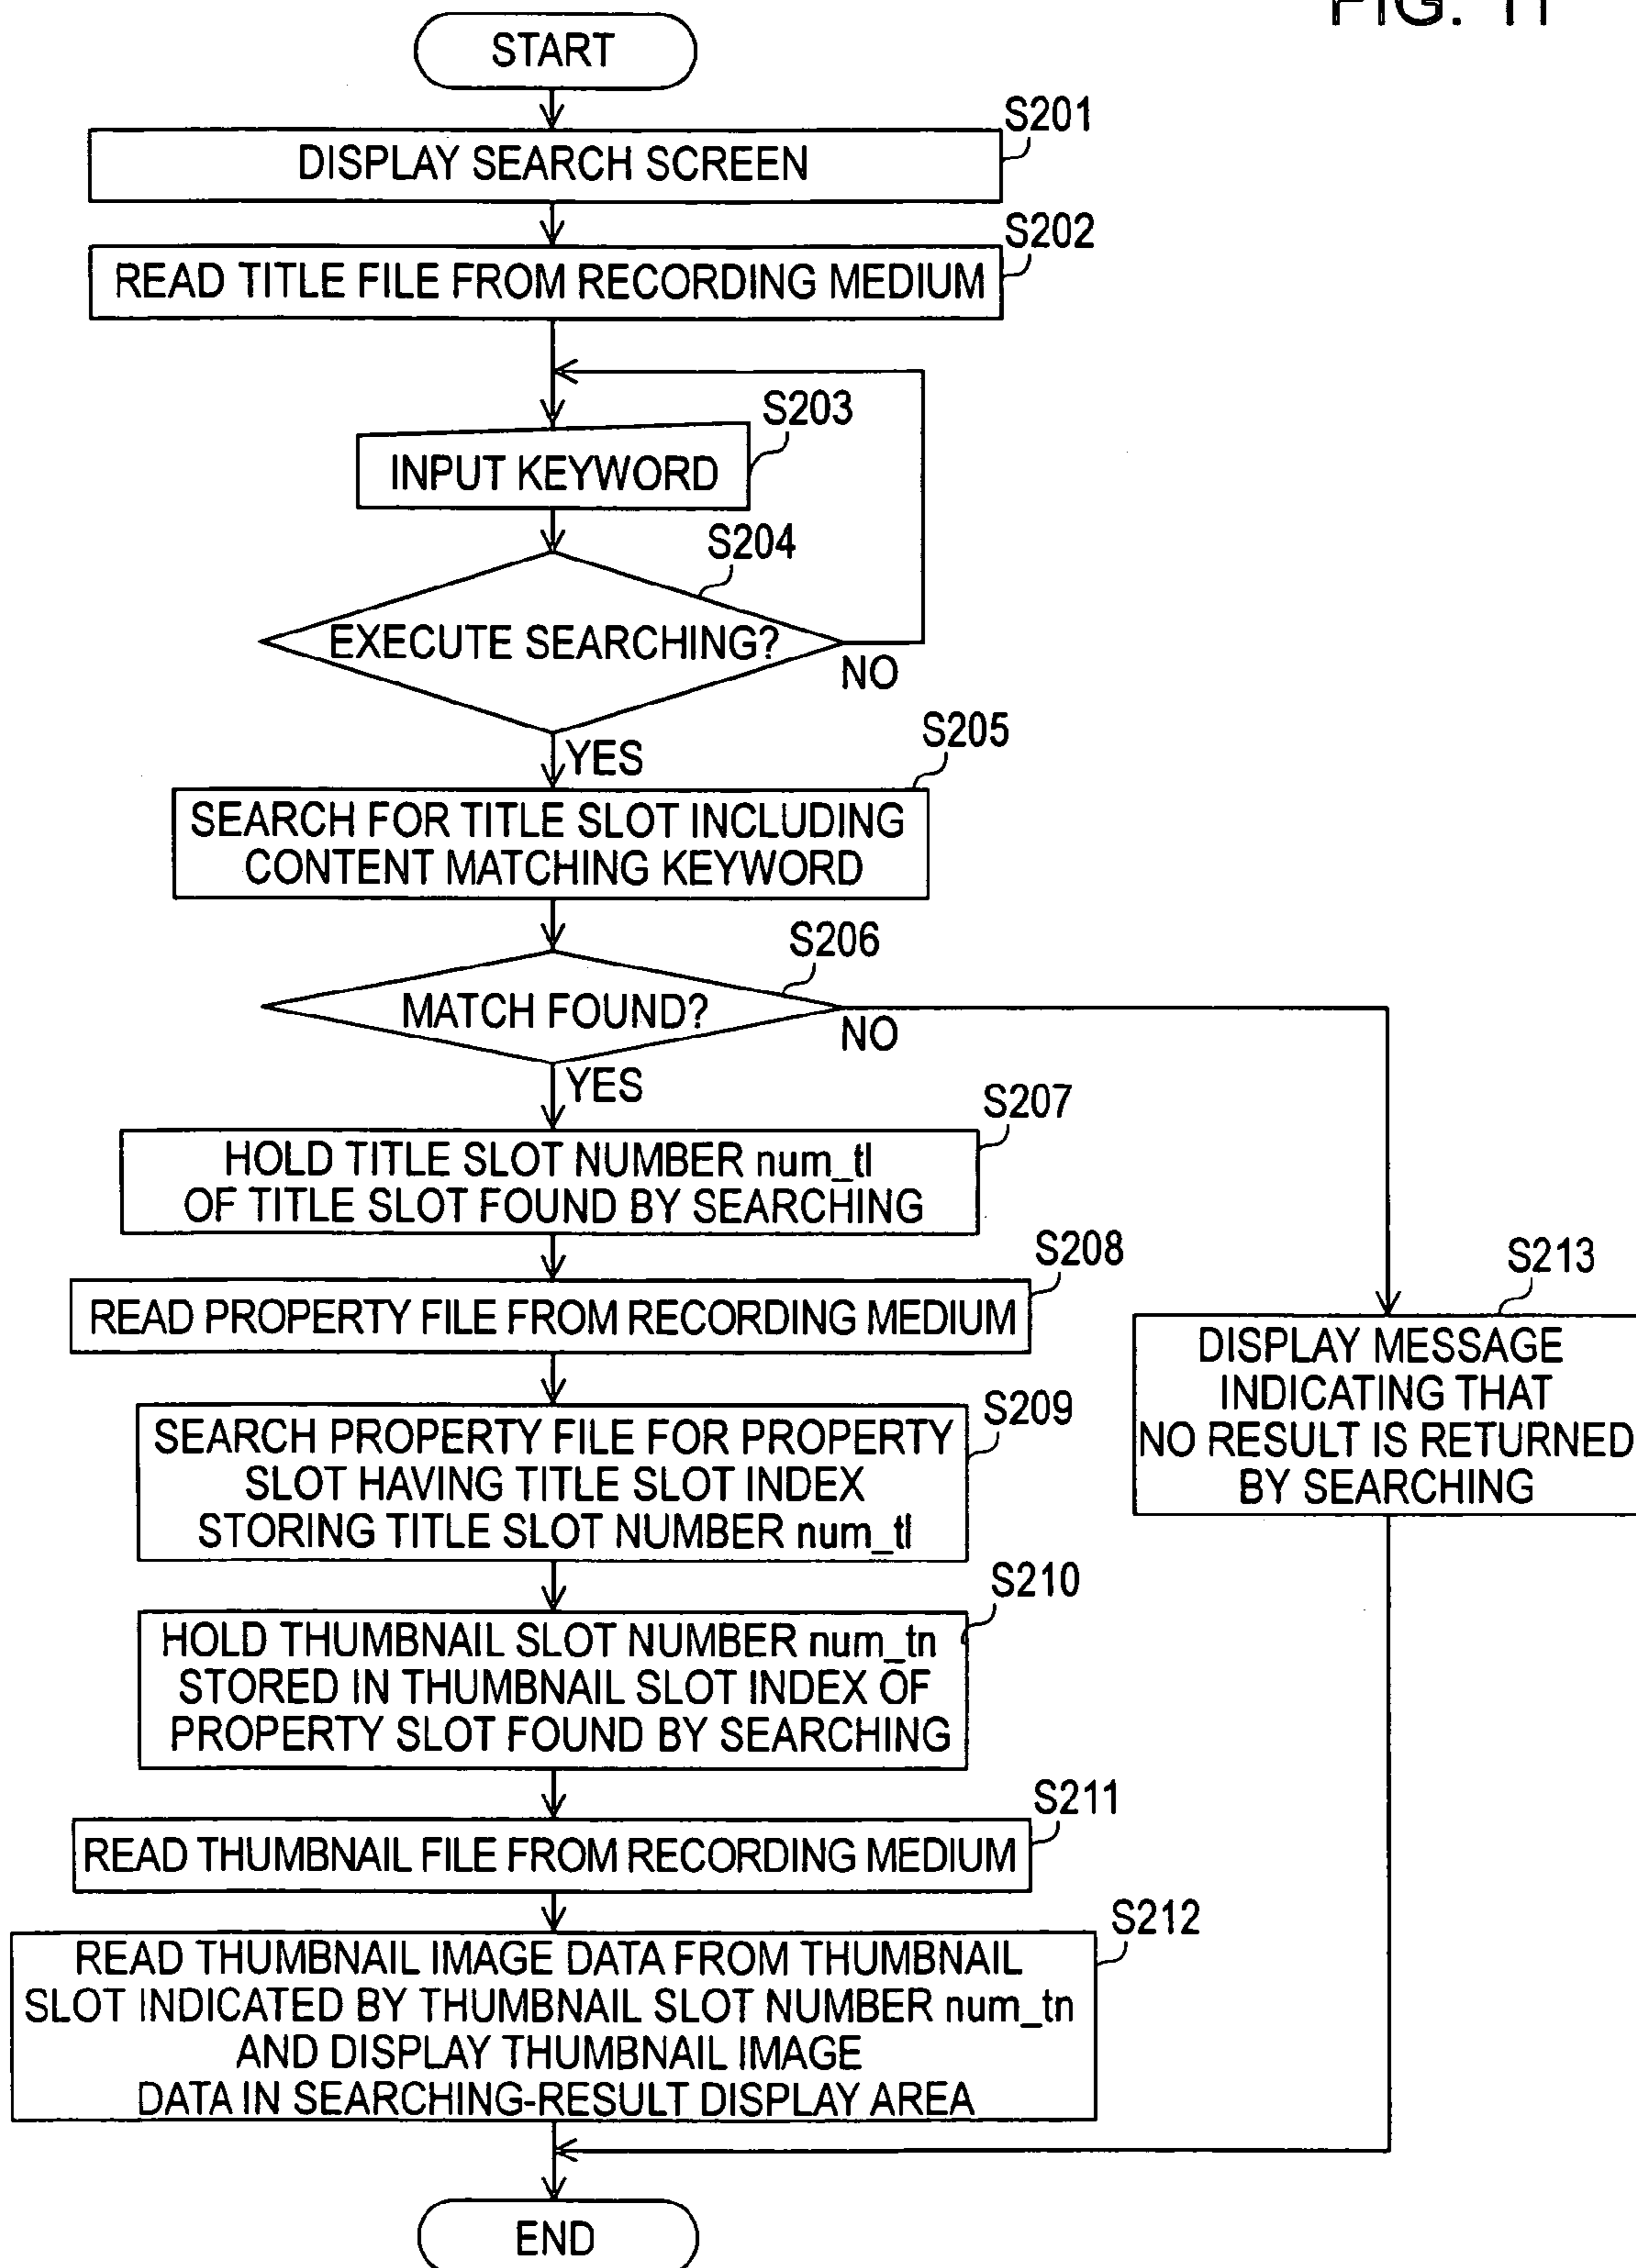 FIG. 11
START
S201
DISPLAY SEARCH SCREEN
S202
READ TITLE FILE FROM RECORDING MEDIUM
S203
INPUT KEYWORD
S204
EXECUTE SEARCHING?
NO
YES
S205
SEARCH FOR TITLE SLOT INCLUDING
CONTENT MATCHING KEYWORD
S206
MATCH FOUND?
NO
YES
S207
HOLD TITLE SLOT NUMBER num_tl
OF TITLE SLOT FOUND BY SEARCHING
S208
READ PROPERTY FILE FROM RECORDING MEDIUM
S213
DISPLAY MESSAGE
INDICATING THAT
NO RESULT IS RETURNED
BY SEARCHING
S209
SEARCH PROPERTY FILE FOR PROPERTY
SLOT HAVING TITLE SLOT INDEX
STORING TITLE SLOT NUMBER num_tl
S210
HOLD THUMBNAIL SLOT NUMBER num_tn
STORED IN THUMBNAIL SLOT INDEX OF
PROPERTY SLOT FOUND BY SEARCHING
S211
READ THUMBNAIL FILE FROM RECORDING MEDIUM
S212
READ THUMBNAIL IMAGE DATA FROM THUMBNAIL
SLOT INDICATED BY THUMBNAIL SLOT NUMBER num_tn
AND DISPLAY THUMBNAIL IMAGE
DATA IN SEARCHING-RESULT DISPLAY AREA
END